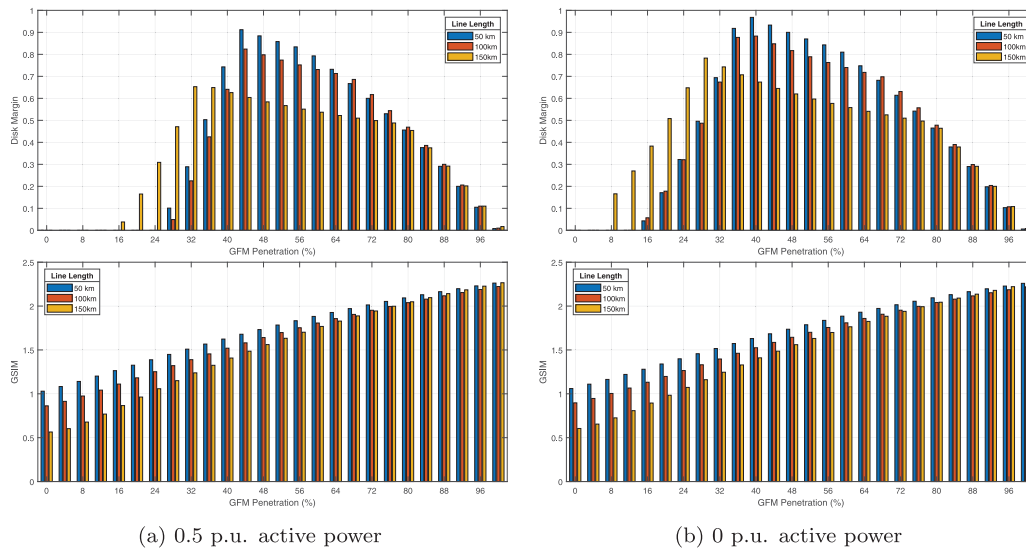 1
0.9
0.8
0.7
0.6
0.5
0.4
0.3
0.2
0.1
0
Disk Margin
Line Length
50 km
100km
150km
0 8 16 24 32 40 48 56 64 72 80 88 96
GFM Penetration (%)
2.5
2
1.5
1
0.5
0
GSIM
Line Length
50 km
100km
150km
0 8 16 24 32 40 48 56 64 72 80 88 96
GFM Penetration (%)
(a) 0.5 p.u. active power
1
0.9
0.8
0.7
0.6
0.5
0.4
0.3
0.2
0.1
0
Disk Margin
Line Length
50 km
100km
150km
0 8 16 24 32 40 48 56 64 72 80 88 96
GFM Penetration (%)
2.5
2
1.5
1
0.5
0
GSIM
Line Length
50 km
100km
150km
0 8 16 24 32 40 48 56 64 72 80 88 96
GFM Penetration (%)
(b) 0 p.u. active power